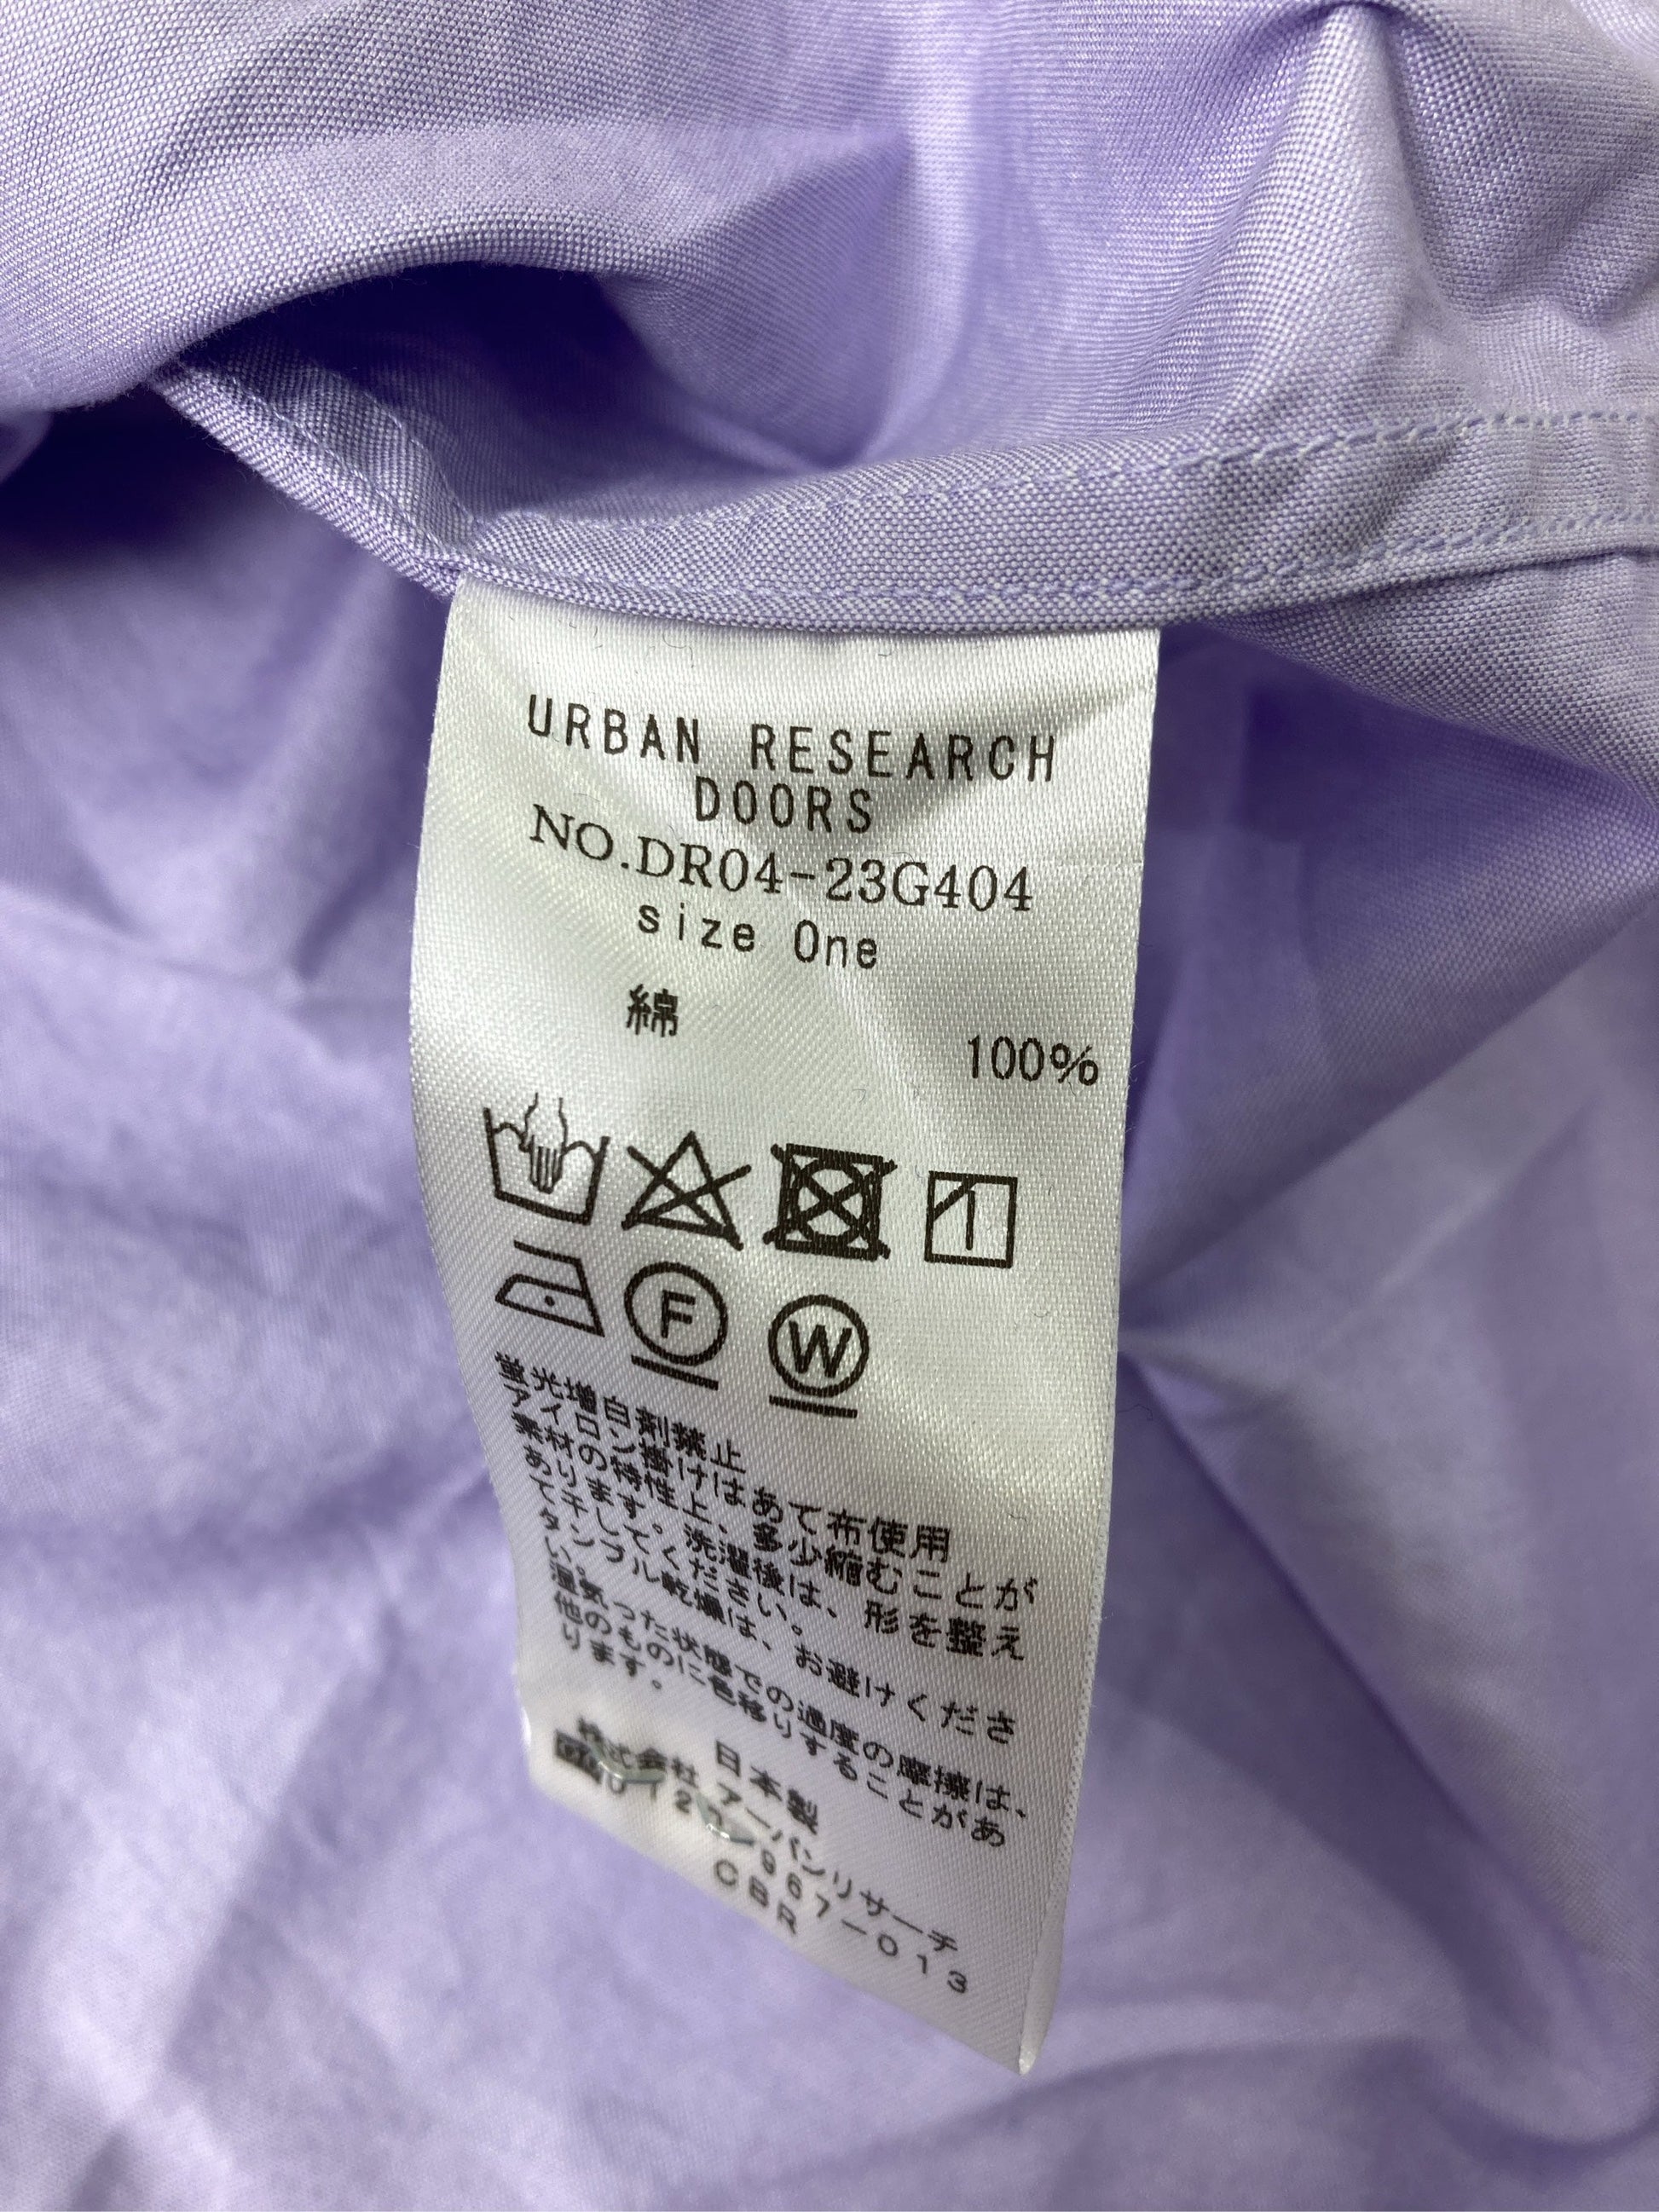 URBAN RESEARCH
DOORS
NO.DR04-23G404
size One
綿 100%
F W
蛍光増白剤禁止
アイロン掛けはあて布使用
素材の特性上、多少縮むことが
あります。洗濯後は、形を整え
て干してください。
タンブル乾燥は、お避けくださ
い。
湿気った状態での過度の摩擦は、
他のものに色移りすることがあ
ります。
日本製
株式会社 アーバンリサーチ
967-013
CBR